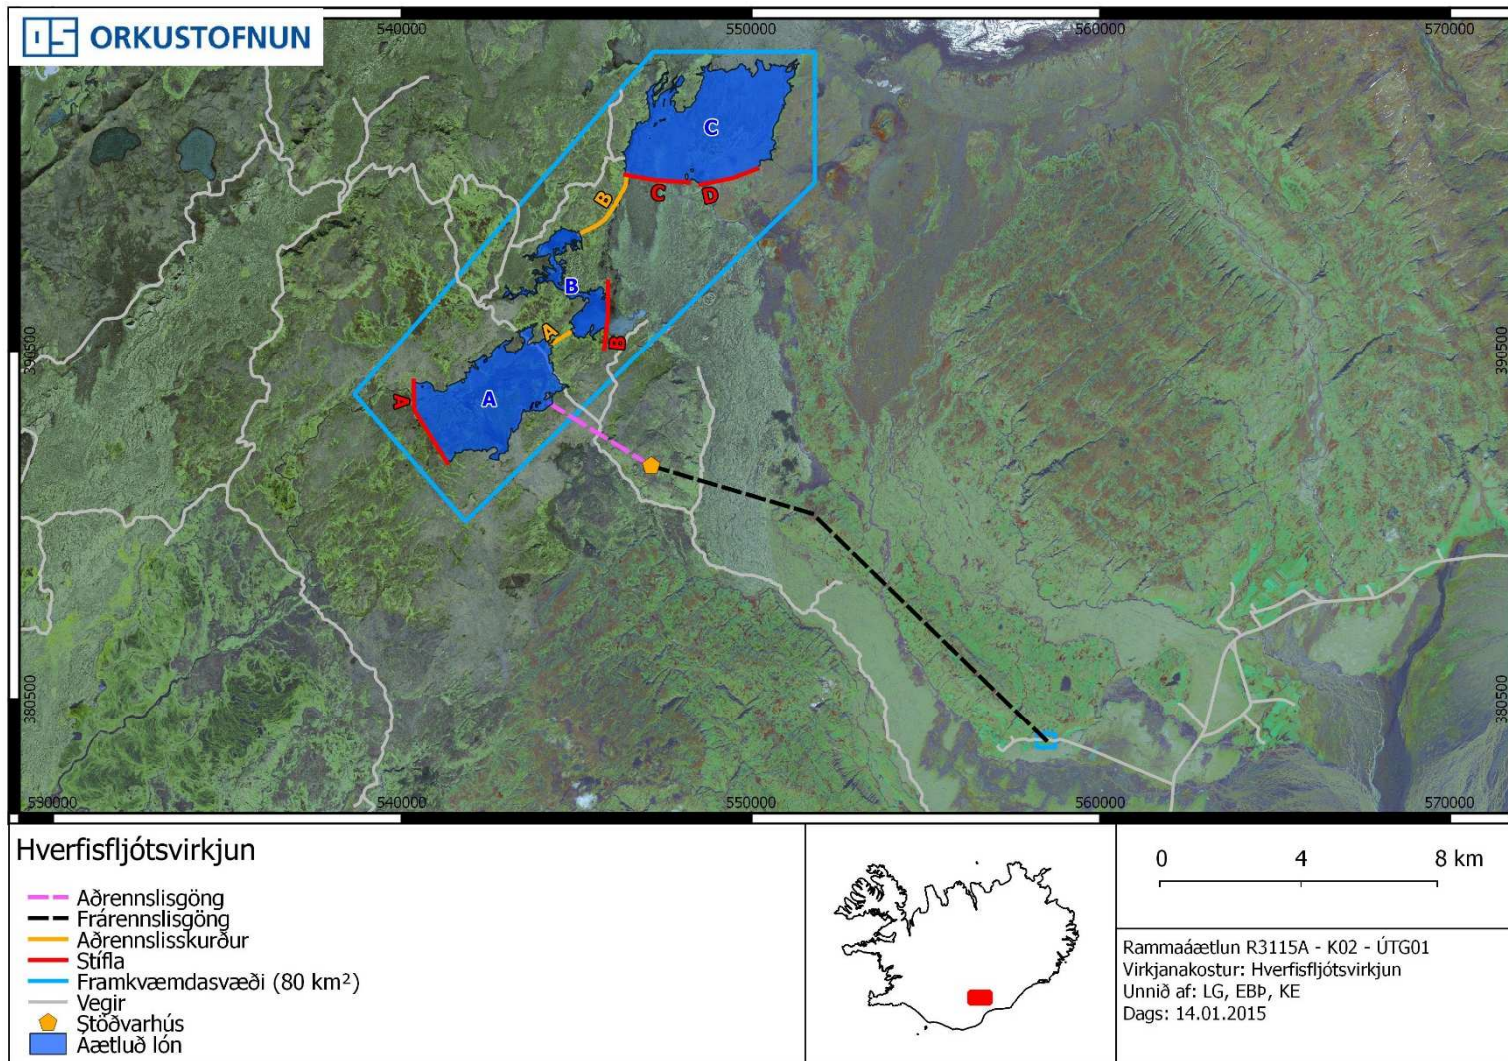 OS ORKUSTOFNUN
540000
550000
560000
570000
C
B
C
D
B
A
B
A
A
390500
390500
380500
380500
530000
540000
550000
560000
570000
Hverfisfljótsvirkjun
Aðrennslisgöng
Frárennslisgöng
Aðrennslisskurður
Stífla
Framkvæmdasvæði (80 km²)
Vegir
Stöðvarhús
Áætluð lón
0 4 8 km
Rammaáætlun R3115A - K02 - ÚTG01
Virkjanakostur: Hverfisfljótsvirkjun
Unnið af: LG, EBÞ, KE
Dags: 14.01.2015